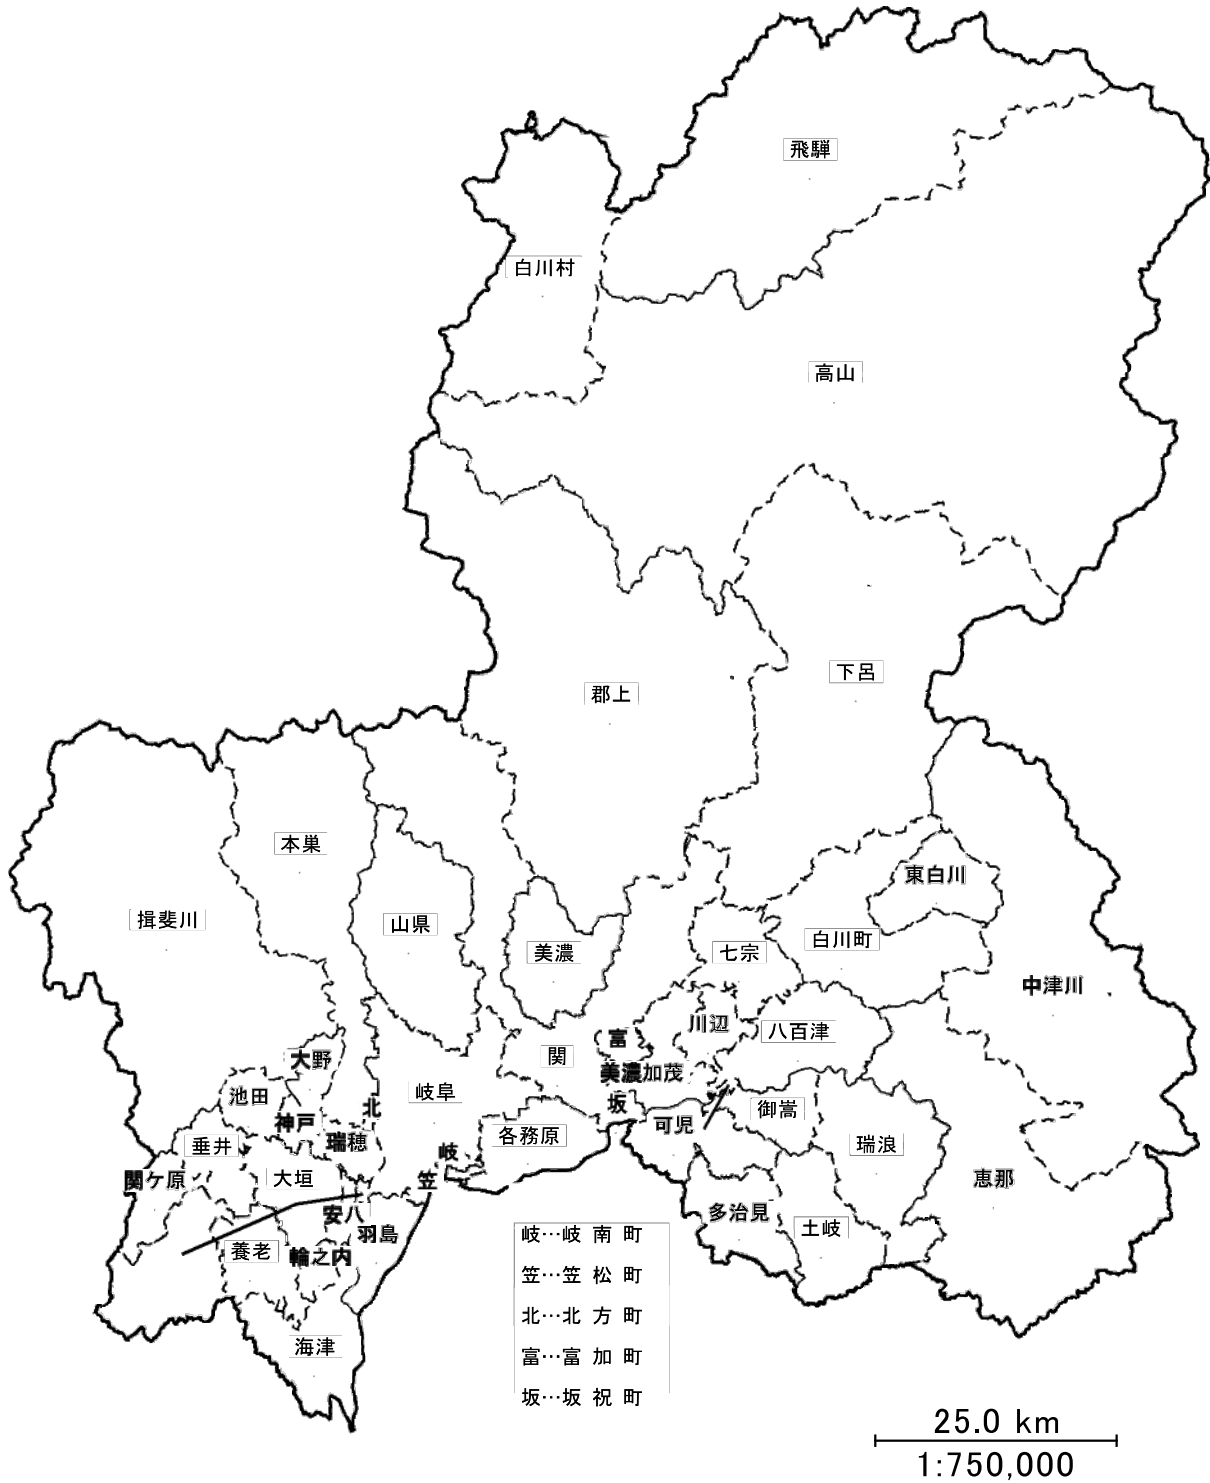 飛騨
白川村
高山
下呂
郡上
本巣
東白川
揖斐川
山県
白川町
美濃
七宗
中津川
川辺
八百津
富
関
大野
美濃加茂
岐阜
池田
坂
北
御嵩
神戸
可児
各務原
瑞穂
垂井
瑞浪
岐
関ケ原
大垣
笠
恵那
安八
多治見
羽島
土岐
養老
輪之内
海津
岐…岐南町
笠…笠松町
北…北方町
富…富加町
坂…坂祝町
25.0 km
1:750,000